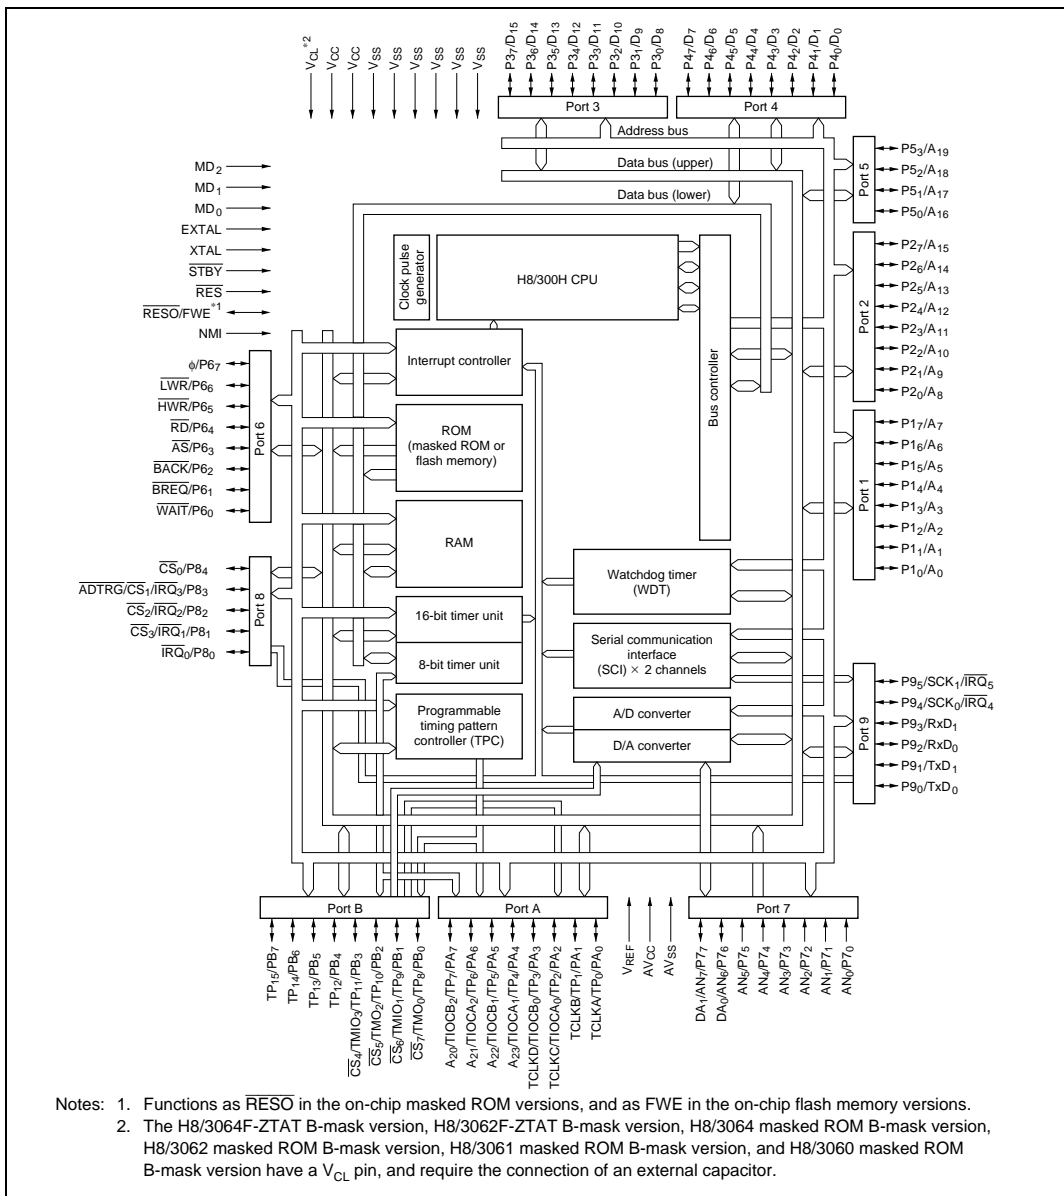 VCL*2
VCC
VCC
VSS
VSS
VSS
VSS
VSS
VSS
P37/D15
P36/D14
P35/D13
P34/D12
P33/D11
P32/D10
P31/D9
P30/D8
P47/D7
P46/D6
P45/D5
P44/D4
P43/D3
P42/D2
P41/D1
P40/D0
Port 3
Port 4
Address bus
Data bus (upper)
Data bus (lower)
MD2
MD1
MD0
EXTAL
XTAL
STBY
RES
RESO/FWE*1
NMI
P53/A19
P52/A18
P51/A17
P50/A16
Port 5
Clock pulse
generator
H8/300H CPU
Bus controller
Interrupt controller
ROM
(masked ROM or
flash memory)
RAM
16-bit timer unit
8-bit timer unit
Programmable
timing pattern
controller (TPC)
Watchdog timer
(WDT)
Serial communication
interface
(SCI) × 2 channels
A/D converter
D/A converter
P27/A15
P26/A14
P25/A13
P24/A12
P23/A11
P22/A10
P21/A9
P20/A8
Port 2
P17/A7
P16/A6
P15/A5
P14/A4
P13/A3
P12/A2
P11/A1
P10/A0
Port 1
φ/P67
LWR/P66
HWR/P65
RD/P64
AS/P63
BACK/P62
BREQ/P61
WAIT/P60
Port 6
CS0/P84
ADTRG/CS1/IRQ3/P83
CS2/IRQ2/P82
CS3/IRQ1/P81
IRQ0/P80
Port 8
P95/SCK1/IRQ5
P94/SCK0/IRQ4
P93/RxD1
P92/RxD0
P91/TxD1
P90/TxD0
Port 9
Port B
Port A
Port 7
TP15/PB7
TP14/PB6
TP13/PB5
TP12/PB4
CS4/TMIO3/TP11/PB3
CS5/TMO2/TP10/PB2
CS6/TMIO1/TP9/PB1
CS7/TMO0/TP8/PB0
A20/TIOCB2/TP7/PA7
A21/TIOCA2/TP6/PA6
A22/TIOCB1/TP5/PA5
A23/TIOCA1/TP4/PA4
TCLKD/TIOCB0/TP3/PA3
TCLKC/TIOCA0/TP2/PA2
TCLKB/TP1/PA1
TCLKA/TP0/PA0
VREF
AVCC
AVSS
DA1/AN7/P77
DA0/AN6/P76
AN5/P75
AN4/P74
AN3/P73
AN2/P72
AN1/P71
AN0/P70
Notes: 1. Functions as RESO in the on-chip masked ROM versions, and as FWE in the on-chip flash memory versions.
2. The H8/3064F-ZTAT B-mask version, H8/3062F-ZTAT B-mask version, H8/3064 masked ROM B-mask version,
H8/3062 masked ROM B-mask version, H8/3061 masked ROM B-mask version, and H8/3060 masked ROM
B-mask version have a VCL pin, and require the connection of an external capacitor.